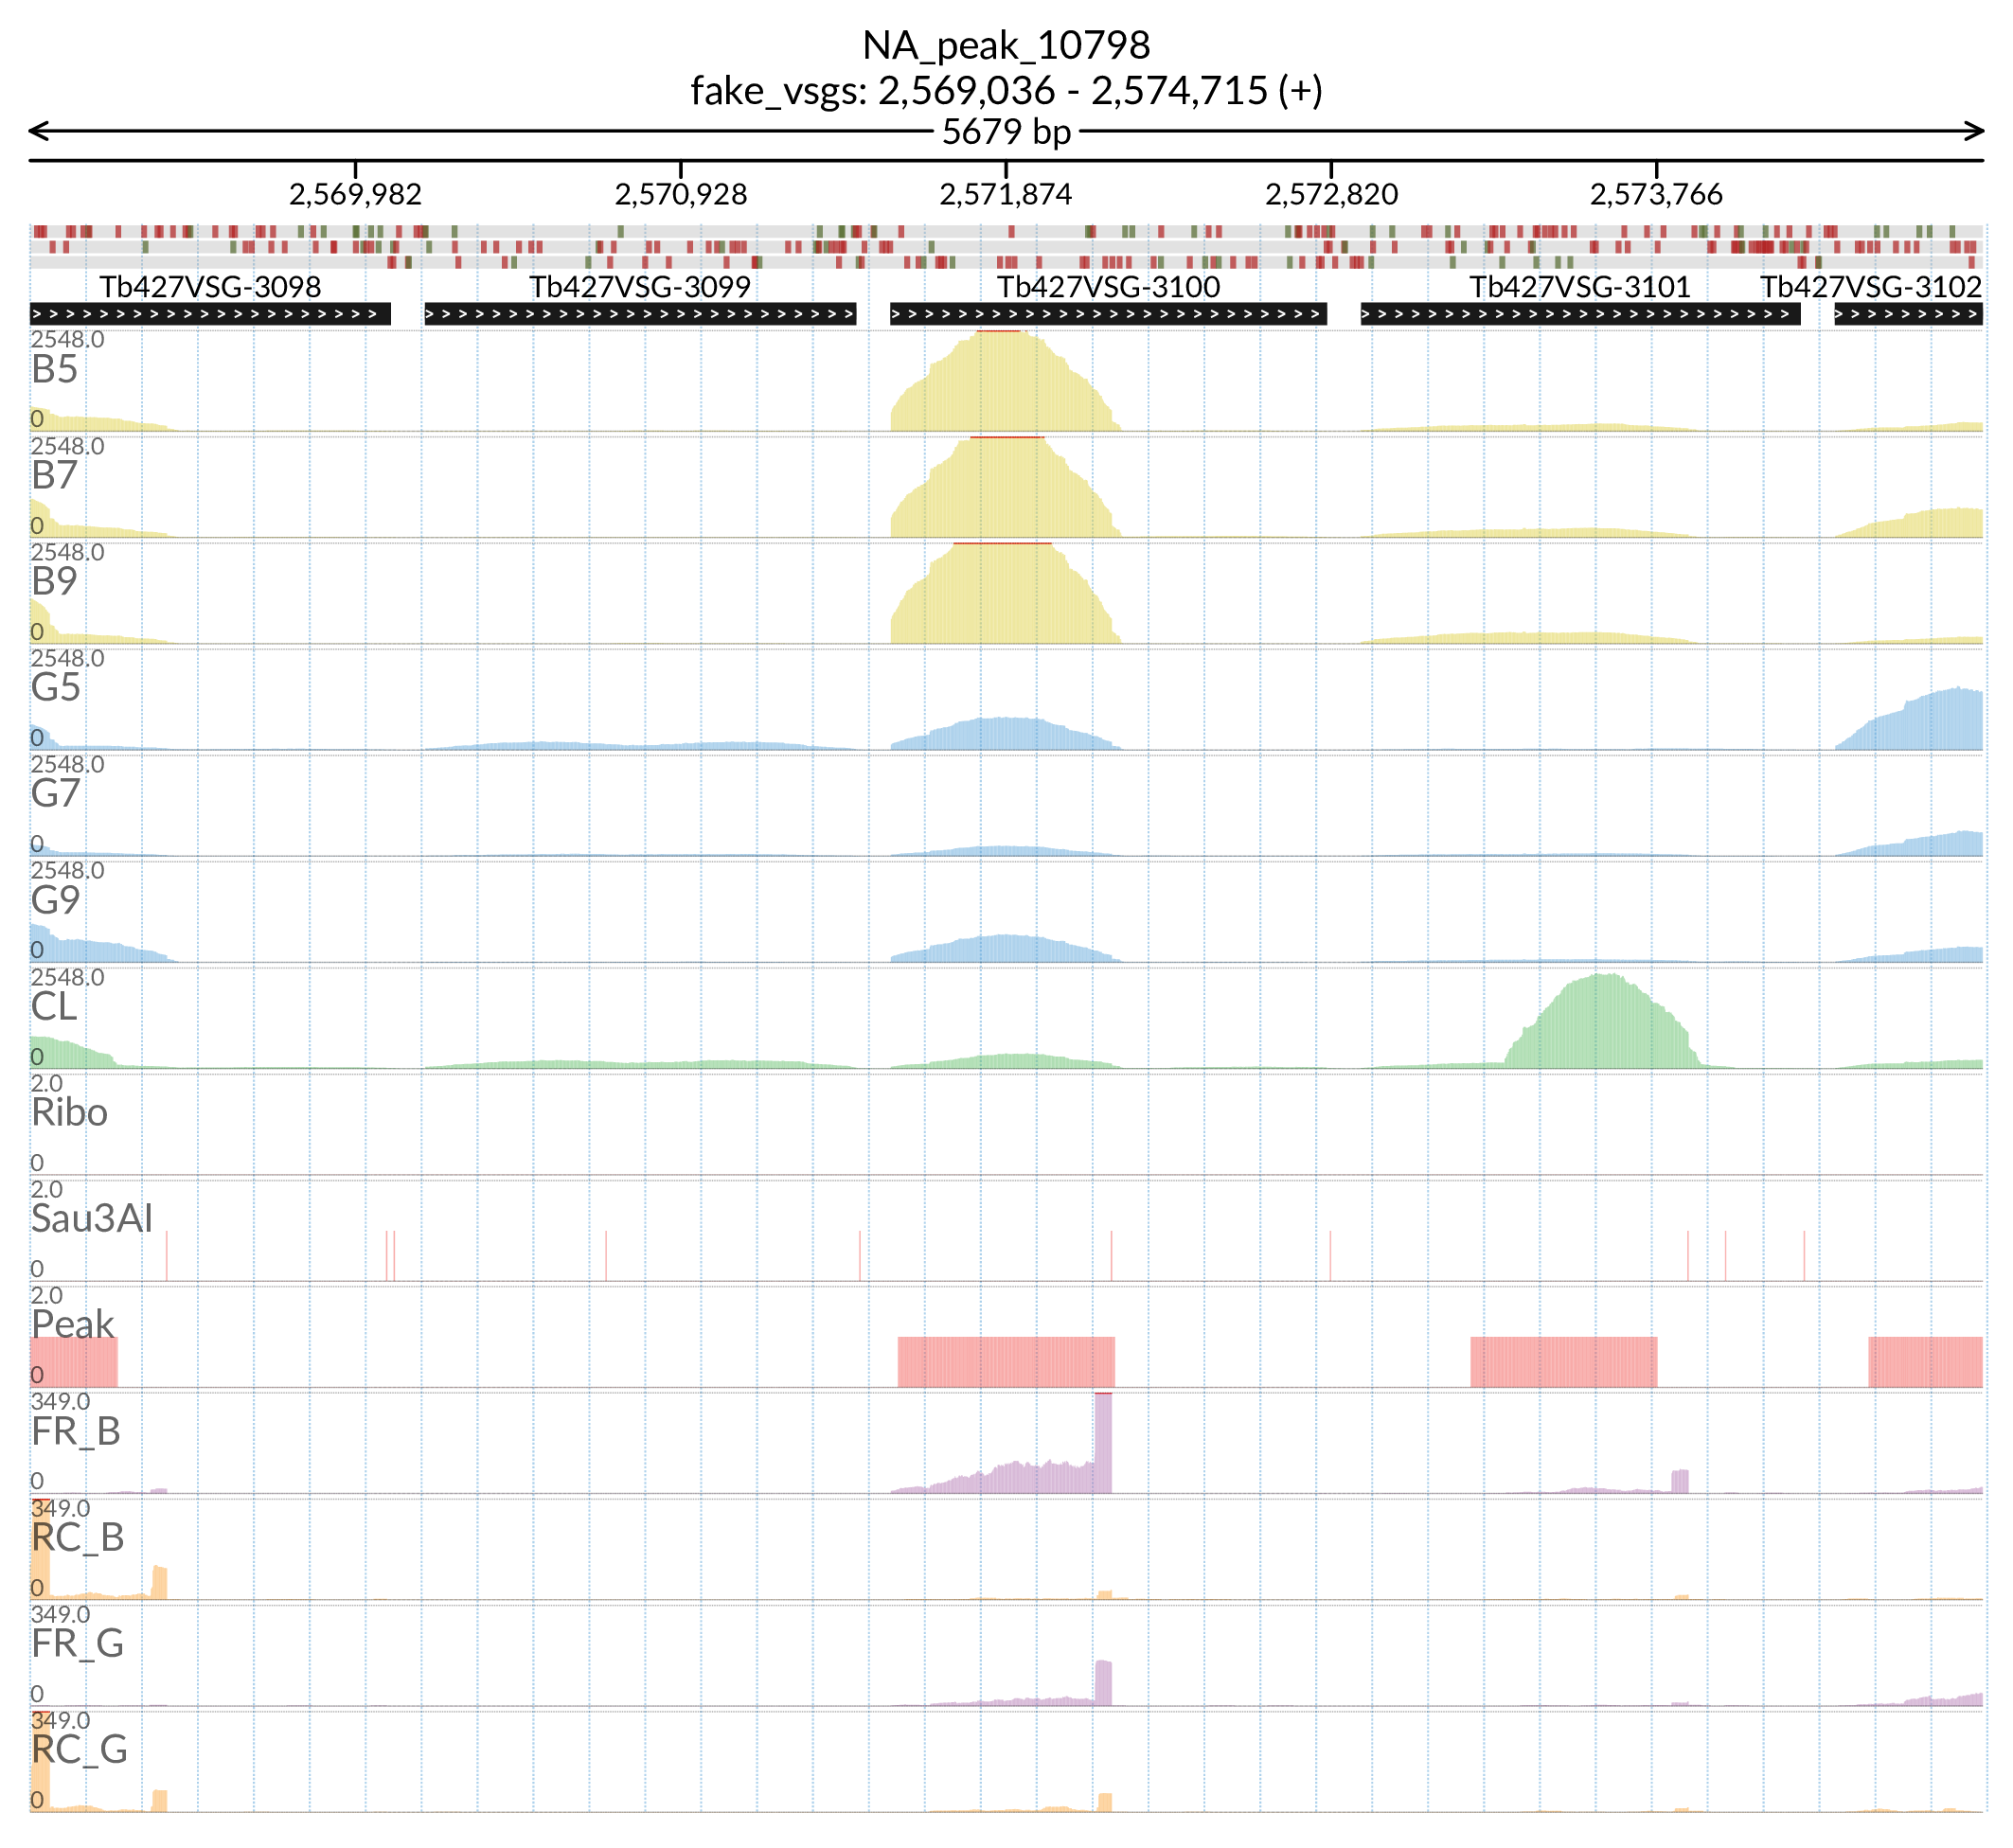 NA_peak_10798
fake_vsgs: 2,569,036 - 2,574,715 (+)
5679 bp
2,569,982 2,570,928 2,571,874 2,572,820 2,573,766
Tb427VSG-3098 Tb427VSG-3099 Tb427VSG-3100 Tb427VSG-3101 Tb427VSG-3102
2548.0
B5
0
2548.0
B7
0
2548.0
B9
0
2548.0
G5
0
2548.0
G7
0
2548.0
G9
0
2548.0
CL
0
2.0
Ribo
0
2.0
Sau3AI
0
2.0
Peak
0
349.0
FR_B
0
349.0
RC_B
0
349.0
FR_G
0
349.0
RC_G
0